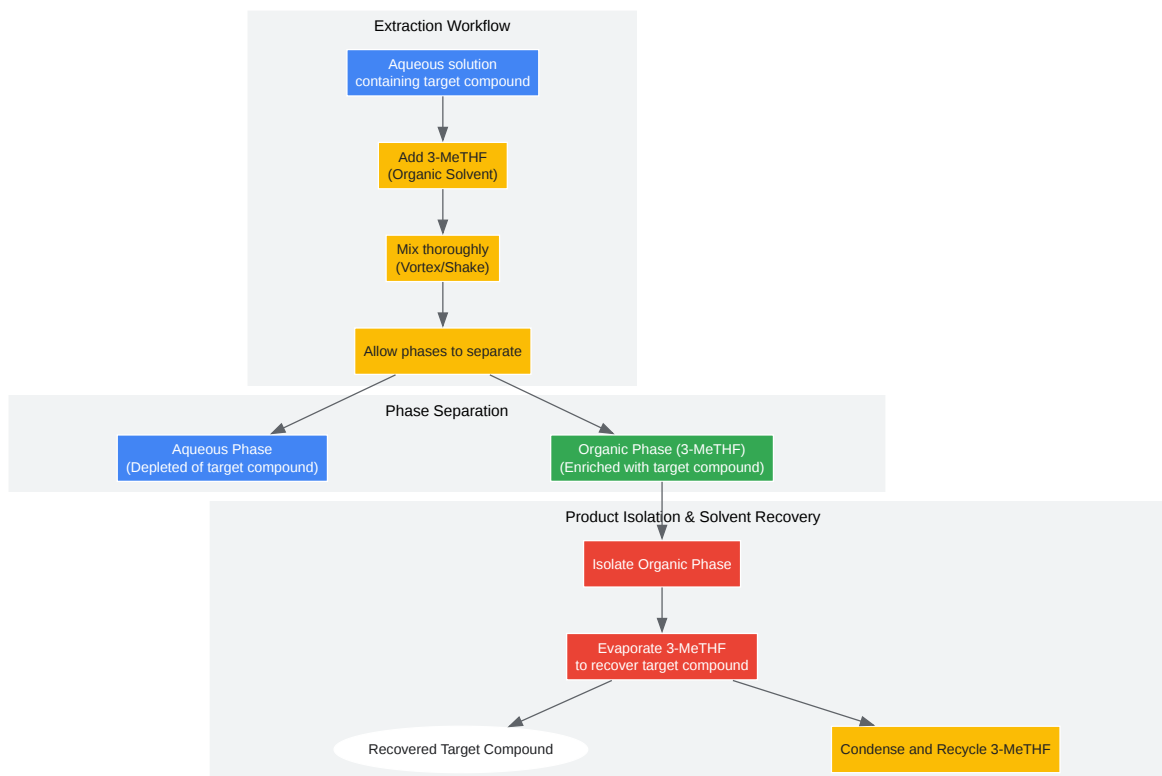 Extraction Workflow
Aqueous solution
containing target compound
Add 3-MeTHF
(Organic Solvent)
Mix thoroughly
(Vortex/Shake)
Allow phases to separate
Phase Separation
Aqueous Phase
(Depleted of target compound)
Organic Phase (3-MeTHF)
(Enriched with target compound)
Product Isolation & Solvent Recovery
Isolate Organic Phase
Evaporate 3-MeTHF
to recover target compound
Recovered Target Compound
Condense and Recycle 3-MeTHF